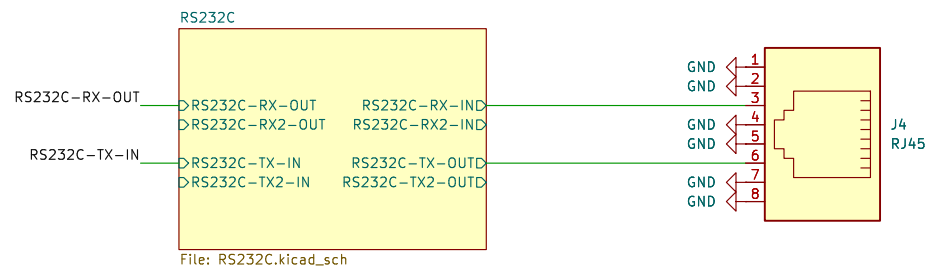 RS232C
RS232C-RX-OUT
RS232C-RX-OUT
RS232C-RX2-OUT
RS232C-TX-IN
RS232C-TX-IN
RS232C-TX2-IN
RS232C-RX-IN
RS232C-RX2-IN
RS232C-TX-OUT
RS232C-TX2-OUT
File: RS232C.kicad_sch
GND 1
GND 2
3
GND 4
GND 5
6
GND 7
GND 8
J4
RJ45